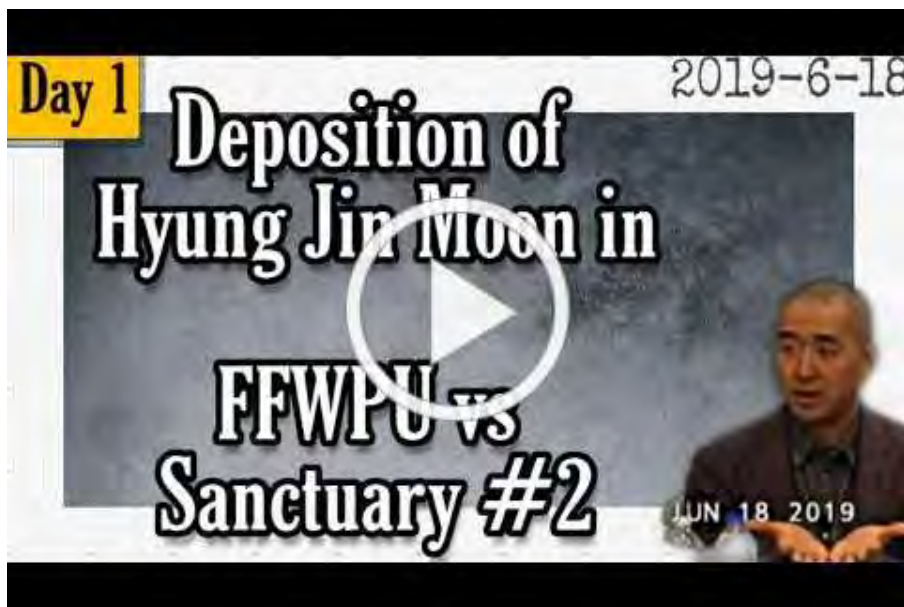 Day 1
2019-6-18
Deposition of
Hyung Jin Moon in
FFWPU vs
Sanctuary #2
JUN 18 2019